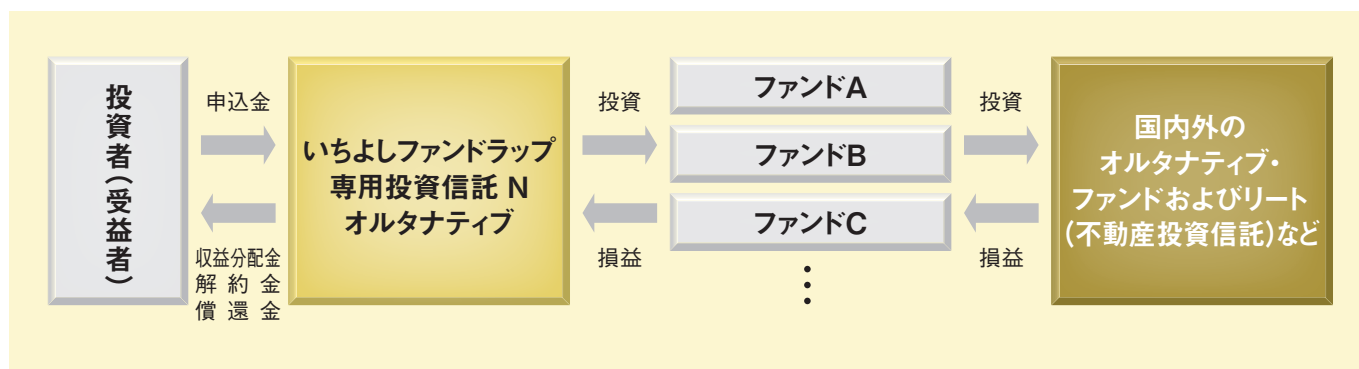 投資者（受益者）
申込金
収益分配金
解約金
償還金
いちよしファンドラップ
専用投資信託 N
オルタナティブ
投資
損益
ファンドA
ファンドB
ファンドC
⋮
投資
損益
国内外の
オルタナティブ・
ファンドおよびリート
（不動産投資信託）など